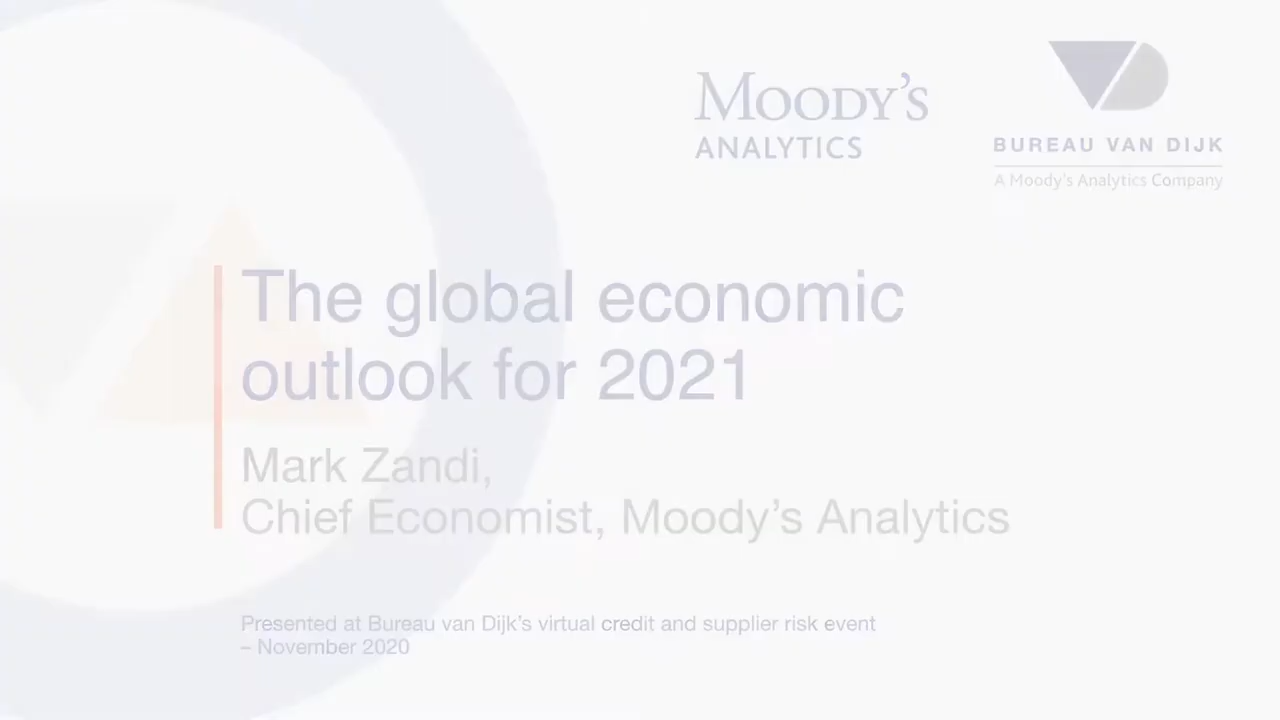 MOODY'S
ANALYTICS
BUREAU VAN DIJK
A Moody's Analytics Company
The global economic
outlook for 2021
Mark Zandi,
Chief Economist, Moody's Analytics
Presented at Bureau van Dijk's virtual credit and supplier risk event
– November 2020